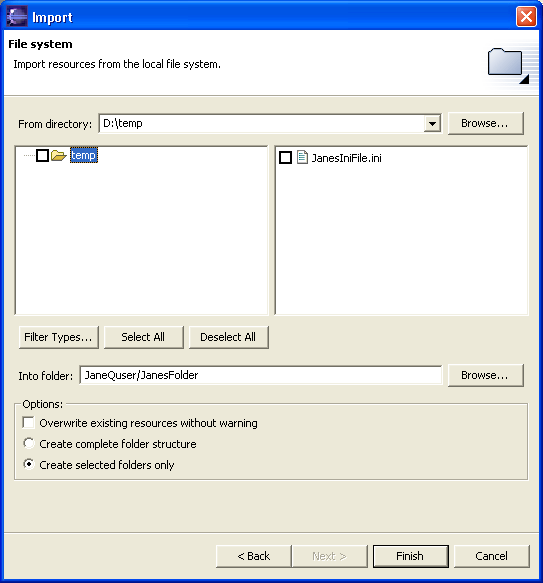 Import
File system
Import resources from the local file system.
From directory: D:\temp Browse...
temp JanesIniFile.ini
Filter Types... Select All Deselect All
Into folder: JaneQuser/JanesFolder Browse...
Options:
Overwrite existing resources without warning
Create complete folder structure
Create selected folders only
< Back Next > Finish Cancel